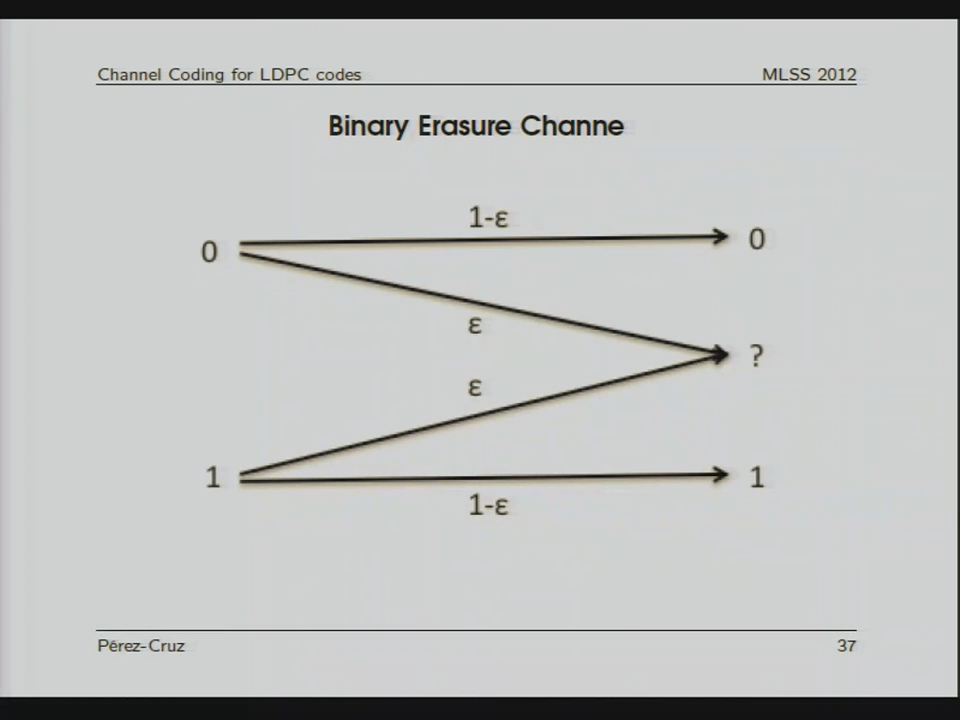 Channel Coding for LDPC codes MLSS 2012
Binary Erasure Channe
1-ε
0 0
ε
?
ε
1 1
1-ε
Pérez-Cruz 37